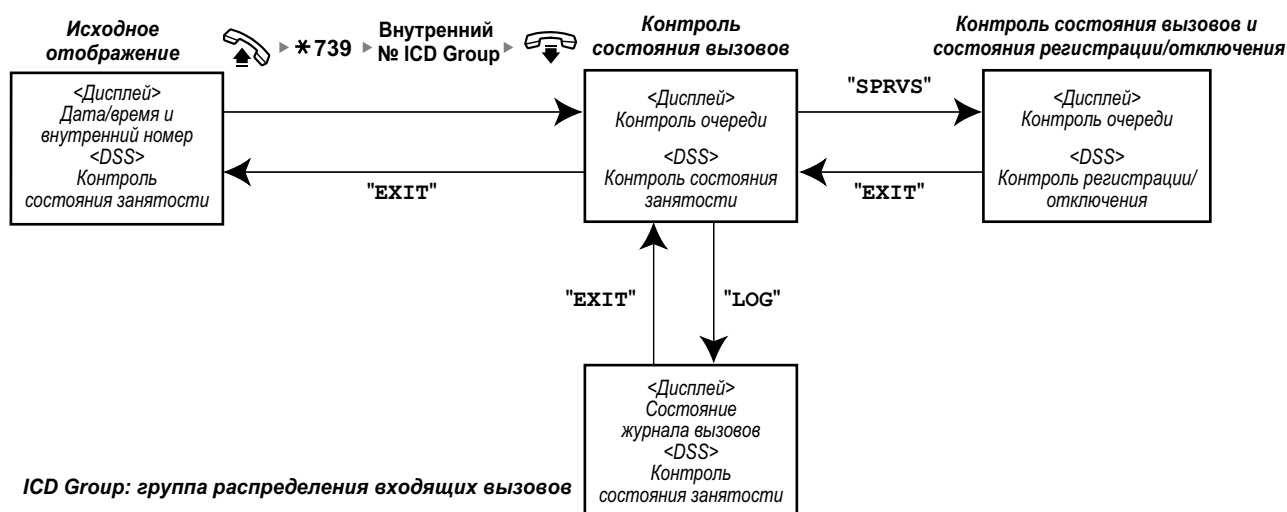 Исходное
отображение
✶739
Внутренний
№ ICD Group
Контроль
состояния вызовов
Контроль состояния вызовов и
состояния регистрации/отключения
<Дисплей>
Дата/время и
внутренний номер
<DSS>
Контроль
состояния занятости
"EXIT"
<Дисплей>
Контроль очереди
<DSS>
Контроль состояния
занятости
"SPRVS"
"EXIT"
<Дисплей>
Контроль очереди
<DSS>
Контроль регистрации/
отключения
"EXIT"
"LOG"
<Дисплей>
Состояние
журнала вызовов
<DSS>
Контроль
состояния занятости
ICD Group: группа распределения входящих вызовов